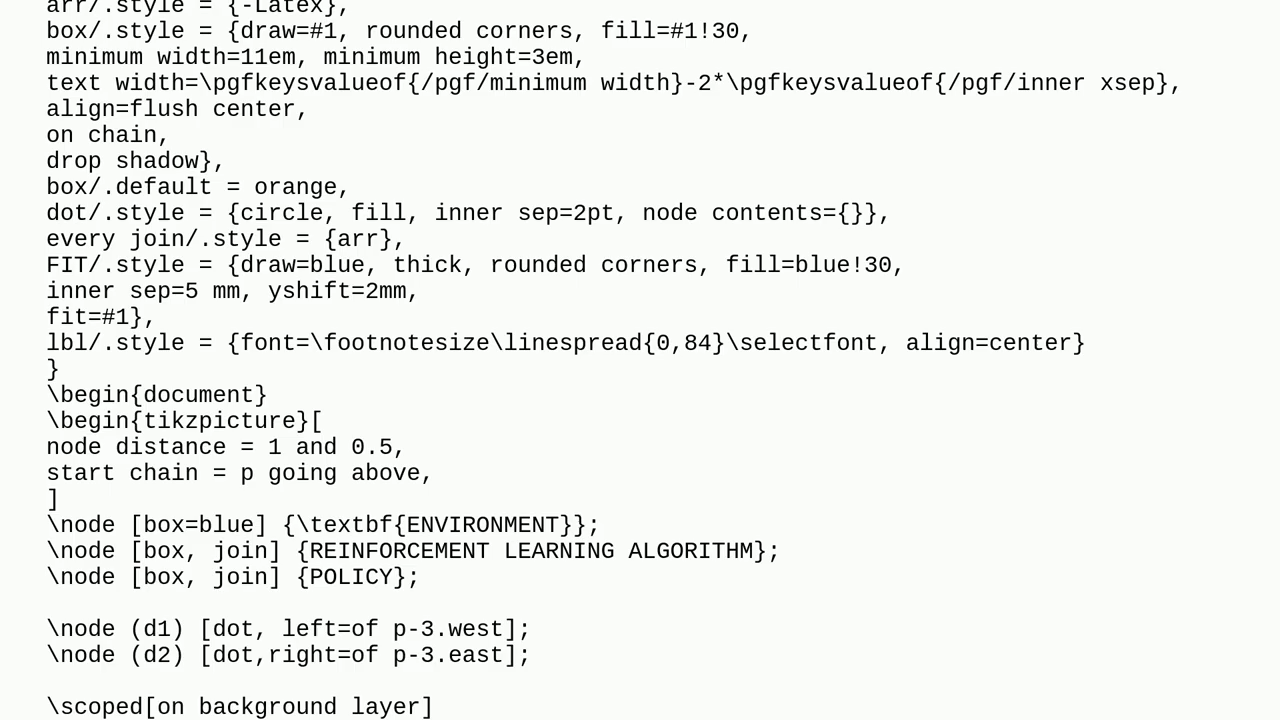 arr/.style = {-Latex},
box/.style = {draw=#1, rounded corners, fill=#1!30,
minimum width=11em, minimum height=3em,
text width=\pgfkeysvalueof{/pgf/minimum width}-2*\pgfkeysvalueof{/pgf/inner xsep},
align=flush center,
on chain,
drop shadow},
box/.default = orange,
dot/.style = {circle, fill, inner sep=2pt, node contents={}},
every join/.style = {arr},
FIT/.style = {draw=blue, thick, rounded corners, fill=blue!30,
inner sep=5 mm, yshift=2mm,
fit=#1},
lbl/.style = {font=\footnotesize\linespread{0,84}\selectfont, align=center}
}
\begin{document}
\begin{tikzpicture}[
node distance = 1 and 0.5,
start chain = p going above,
]
\node [box=blue] {\textbf{ENVIRONMENT}};
\node [box, join] {REINFORCEMENT LEARNING ALGORITHM};
\node [box, join] {POLICY};
\node (d1) [dot, left=of p-3.west];
\node (d2) [dot,right=of p-3.east];
\scoped[on background layer]